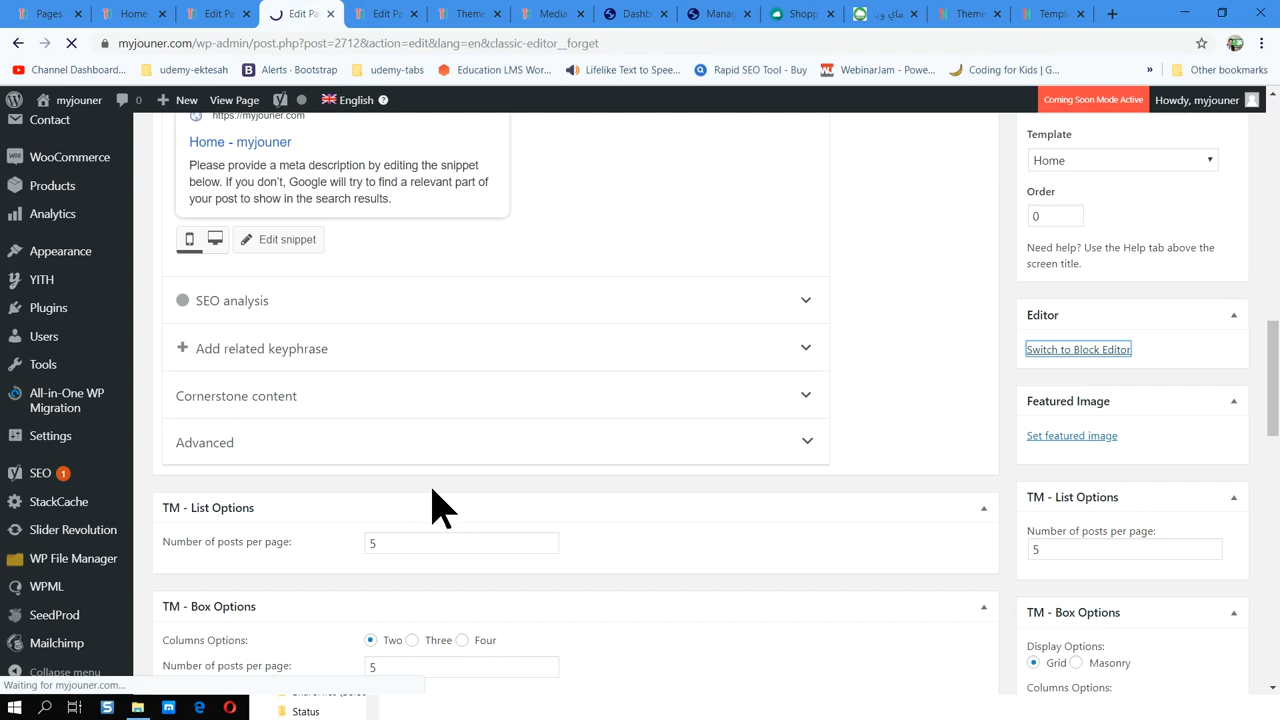 Pages
Home
Edit Pa
Edit Pa
Edit Pa
Theme
Media
Dashb
Manag
Shopp
ماي وب
Theme
Templ
myjouner.com/wp-admin/post.php?post=2712&action=edit&lang=en&classic-editor__forget
Channel Dashboard...
udemy-ektesah
Alerts · Bootstrap
udemy-tabs
Education LMS Wor...
Lifelike Text to Spee...
Rapid SEO Tool - Buy
WebinarJam - Powe...
Coding for Kids | G...
»
Other bookmarks
myjouner
0
New
View Page
English
Coming Soon Mode Active
Howdy, myjouner
Contact
WooCommerce
Products
Analytics
Appearance
YITH
Plugins
Users
Tools
All-in-One WP
Migration
Settings
SEO 1
StackCache
Slider Revolution
WP File Manager
WPML
SeedProd
Mailchimp
Collapse menu
https://myjouner.com
Home - myjouner
Please provide a meta description by editing the snippet
below. If you don't, Google will try to find a relevant part of
your post to show in the search results.
Edit snippet
SEO analysis
Add related keyphrase
Cornerstone content
Advanced
TM - List Options
Number of posts per page:
5
TM - Box Options
Columns Options:
Two
Three
Four
Number of posts per page:
5
Template
Home
Order
0
Need help? Use the Help tab above the
screen title.
Editor
Switch to Block Editor
Featured Image
Set featured image
TM - List Options
Number of posts per page:
5
TM - Box Options
Display Options:
Grid
Masonry
Columns Options:
Waiting for myjouner.com...
Status